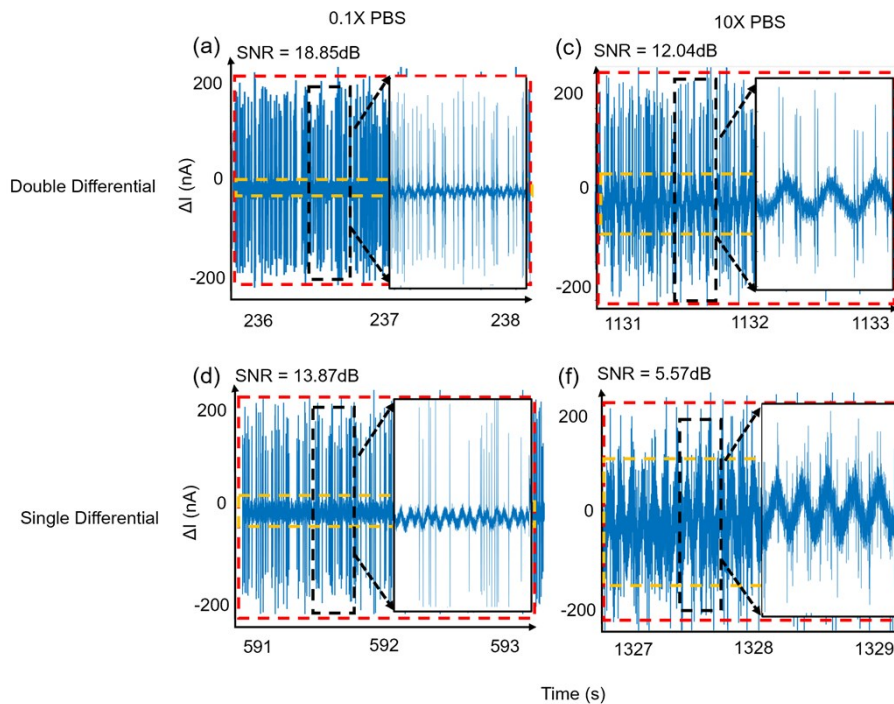 0.1X PBS
10X PBS
(a)
SNR = 18.85dB
(c)
SNR = 12.04dB
Double Differential
ΔI (nA)
200
0
-200
236
237
238
200
0
-200
1131
1132
1133
(d)
SNR = 13.87dB
(f)
SNR = 5.57dB
Single Differential
ΔI (nA)
200
0
-200
591
592
593
200
0
-200
1327
1328
1329
Time (s)